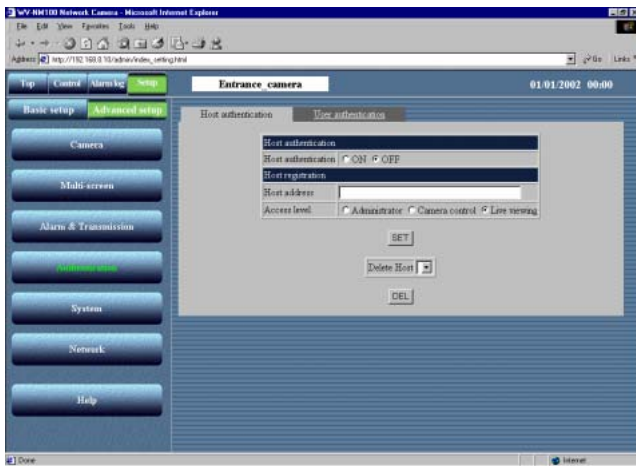 WV-NM100 Network Camera - Microsoft Internet Explorer
File Edit View Favorites Tools Help
Address http://192.168.0.10/admin/index_setting.html Go Links
Top Control Alarm log Setup Entrance_camera 01/01/2002 00:00
Basic setup Advanced setup
Host authentication User authentication
Camera
Host authentication
Host authentication ON OFF
Host registration
Multi-screen
Host address
Access level Administrator Camera control Live viewing
Alarm & Transmission
SET
Authentication
Delete Host
DEL
System
Network
Help
Done Internet